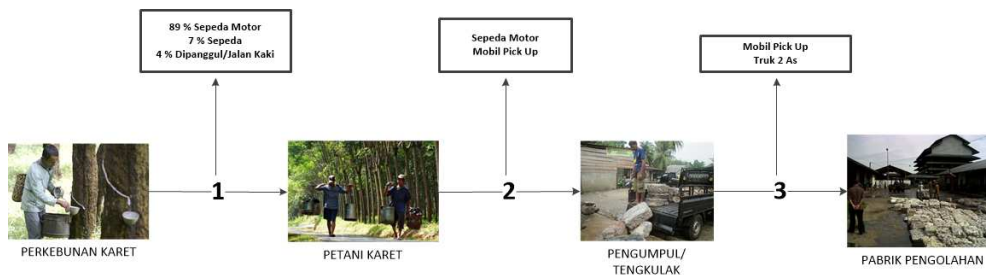 89 % Sepeda Motor
7 % Sepeda
4 % Dipanggul/Jalan Kaki
Sepeda Motor
Mobil Pick Up
Mobil Pick Up
Truk 2 As
1
2
3
PERKEBUNAN KARET
PETANI KARET
PENGUMPUL/
TENGKULAK
PABRIK PENGOLAHAN